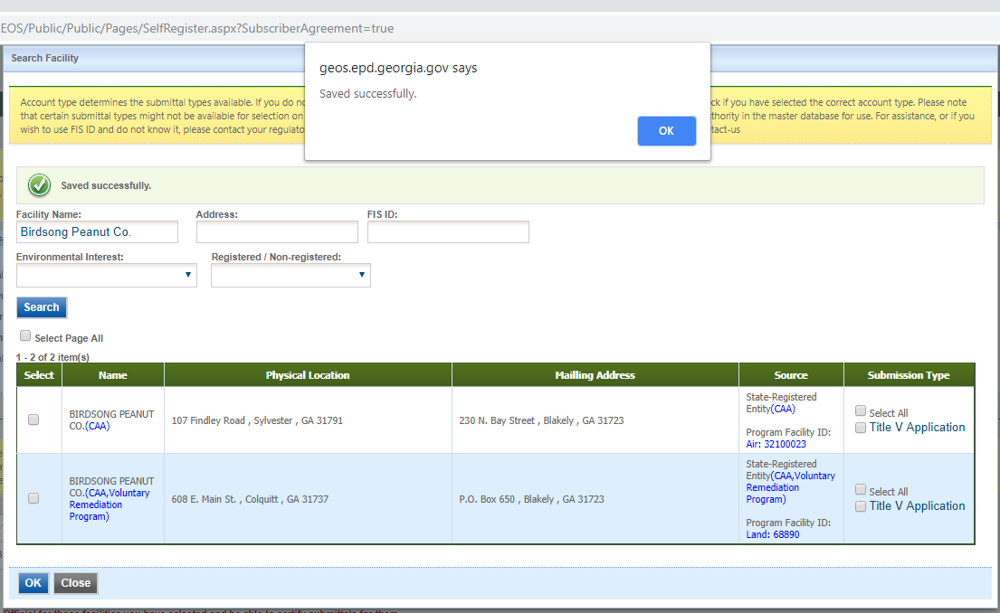 EOS/Public/Public/Pages/SelfRegister.aspx?SubscriberAgreement=true
Search Facility
geos.epd.georgia.gov says
Saved successfully.
OK
Account type determines the submittal types available. If you do no
ck if you have selected the correct account type. Please note
that certain submittal types might not be available for selection on
thority in the master database for use. For assistance, or if you
wish to use FIS ID and do not know it, please contact your regulato
tact-us
Saved successfully.
Facility Name: Address: FIS ID:
Birdsong Peanut Co.
Environmental Interest: Registered / Non-registered:
Search
Select Page All
1 - 2 of 2 item(s)
Select Name Physical Location Mailling Address Source Submission Type
BIRDSONG PEANUT
CO.(CAA)
107 Findley Road , Sylvester , GA 31791
230 N. Bay Street , Blakely , GA 31723
State-Registered
Entity(CAA)
Program Facility ID:
Air: 32100023
Select All
Title V Application
BIRDSONG PEANUT
CO.(CAA,Voluntary
Remediation
Program)
608 E. Main St. , Colquitt , GA 31737
P.O. Box 650 , Blakely , GA 31723
State-Registered
Entity(CAA,Voluntary
Remediation
Program)
Program Facility ID:
Land: 68890
Select All
Title V Application
OK Close